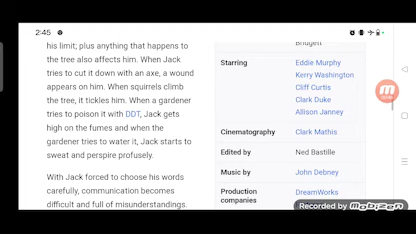 2:45
his limit; plus anything that happens to
the tree also affects him. When Jack
tries to cut it down with an axe, a wound
appears on him. When squirrels climb
the tree, it tickles him. When a gardener
tries to poison it with DDT, Jack gets
high on the fumes and when the
gardener tries to water it, Jack starts to
sweat and perspire profusely.
With Jack forced to choose his words
carefully, communication becomes
difficult and full of misunderstandings.
Bridgett
Starring
Eddie Murphy
Kerry Washington
Cliff Curtis
Clark Duke
Allison Janney
Cinematography Clark Mathis
Edited by Ned Bastille
Music by John Debney
Production DreamWorks
companies
Recorded by Mobizen